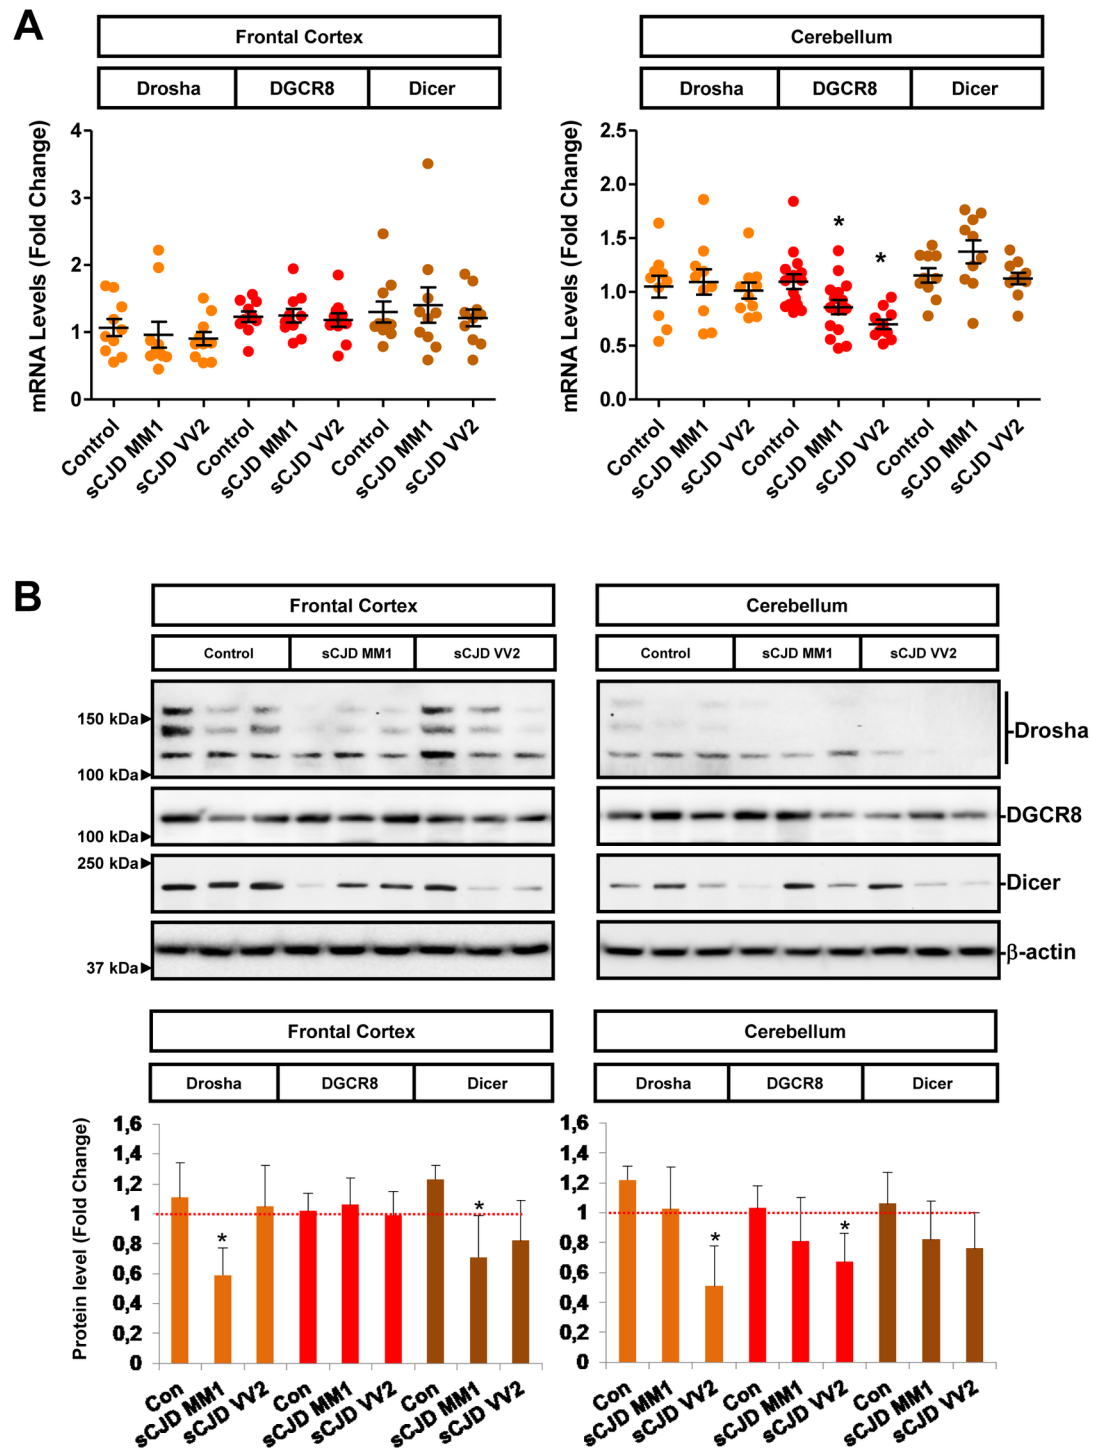 A
Frontal Cortex
Cerebellum
Drosha DGCR8 Dicer
Drosha DGCR8 Dicer
mRNA Levels (Fold Change)
4
3
2
1
0
Control sCJD MM1 sCJD VV2 Control sCJD MM1 sCJD VV2 Control sCJD MM1 sCJD VV2
mRNA Levels (Fold Change)
2.5
2.0
1.5
1.0
0.5
0.0
* *
Control sCJD MM1 sCJD VV2 Control sCJD MM1 sCJD VV2 Control sCJD MM1 sCJD VV2
B
Frontal Cortex
Cerebellum
Control sCJD MM1 sCJD VV2
Control sCJD MM1 sCJD VV2
150 kDa
100 kDa
Drosha
100 kDa
DGCR8
250 kDa
Dicer
37 kDa
β-actin
Frontal Cortex
Cerebellum
Drosha DGCR8 Dicer
Drosha DGCR8 Dicer
Protein level (Fold Change)
1,6
1,4
1,2
1
0,8
0,6
0,4
0,2
0
* *
Con sCJD MM1 sCJD VV2 Con sCJD MM1 sCJD VV2 Con sCJD MM1 sCJD VV2
1,6
1,4
1,2
1
0,8
0,6
0,4
0,2
0
* *
Con sCJD MM1 sCJD VV2 Con sCJD MM1 sCJD VV2 Con sCJD MM1 sCJD VV2